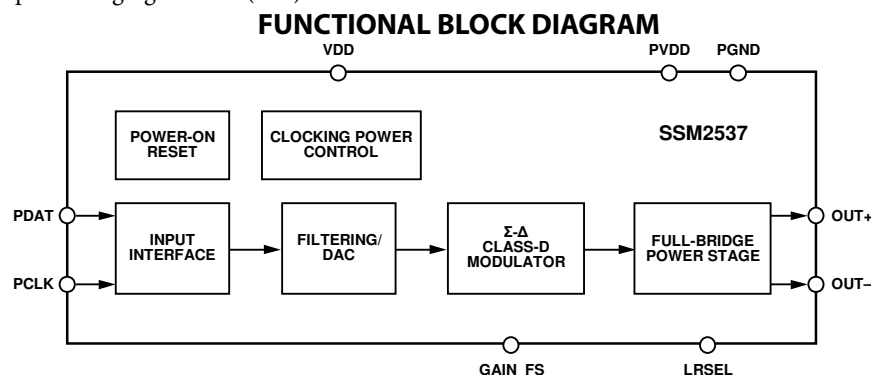 FUNCTIONAL BLOCK DIAGRAM
VDD
PVDD
PGND
POWER-ON
RESET
CLOCKING POWER
CONTROL
SSM2537
PDAT
PCLK
INPUT
INTERFACE
FILTERING/
DAC
Σ-Δ
CLASS-D
MODULATOR
FULL-BRIDGE
POWER STAGE
OUT+
OUT–
GAIN_FS
LRSEL